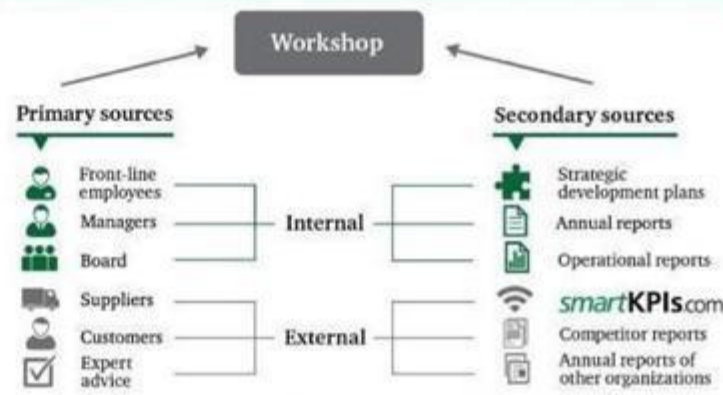 Workshop
Primary sources
Front-line
employees
Managers
Board
Suppliers
Customers
Expert
advice
Internal
External
Secondary sources
Strategic
development plans
Annual reports
Operational reports
smartKPIs.com
Competitor reports
Annual reports of
other organizations